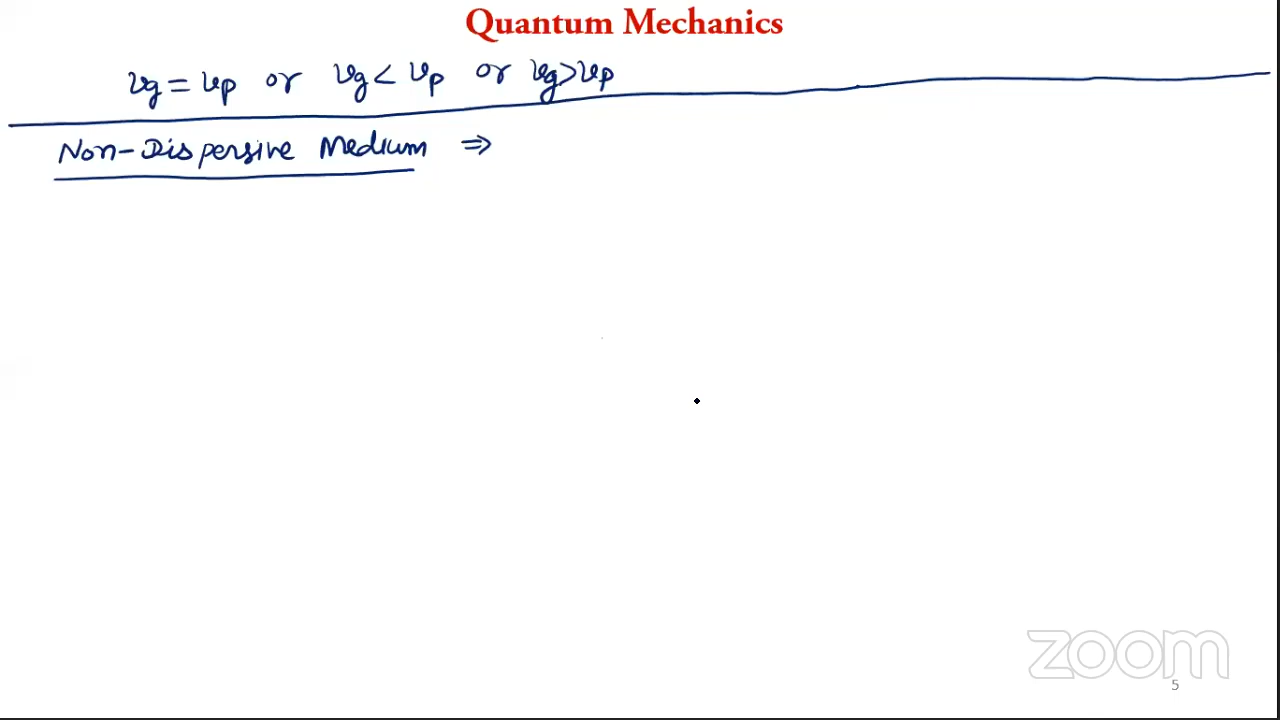 Quantum Mechanics
vg = vp or vg < vp or vg > vp
Non-Dispersive Medium ⇒
zoom
5